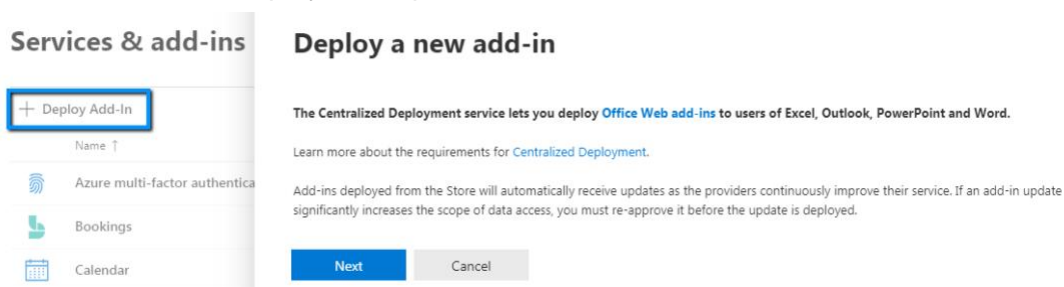 Services & add-ins
+ Deploy Add-In
Name ↑
Azure multi-factor authentica
Bookings
Calendar
Deploy a new add-in
The Centralized Deployment service lets you deploy Office Web add-ins to users of Excel, Outlook, PowerPoint and Word.
Learn more about the requirements for Centralized Deployment.
Add-ins deployed from the Store will automatically receive updates as the providers continuously improve their service. If an add-in update
significantly increases the scope of data access, you must re-approve it before the update is deployed.
Next
Cancel